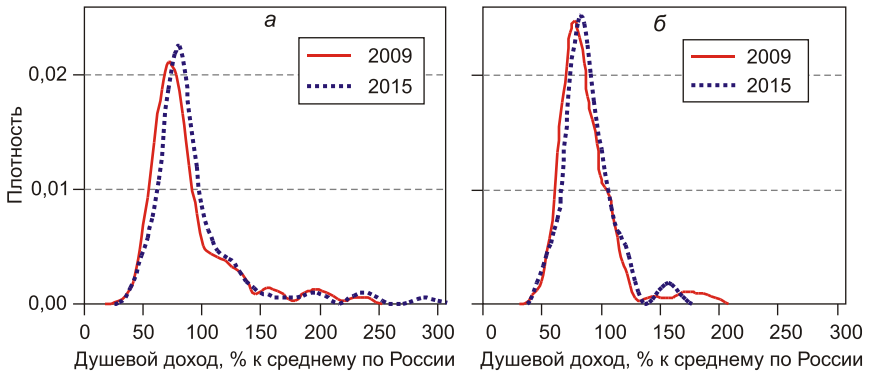 а
2009
2015
Плотность
0,02
0,01
0,00
0 50 100 150 200 250 300
Душевой доход, % к среднему по России
б
2009
2015
0 50 100 150 200 250 300
Душевой доход, % к среднему по России